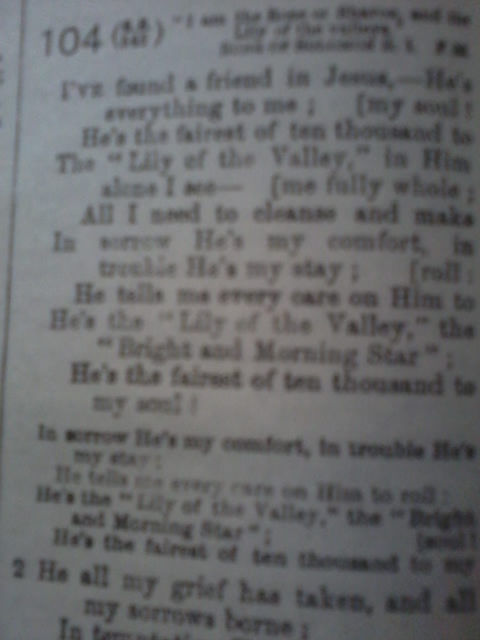 104 (S.S. 342) "I am the Rose of Sharon, and the
Lily of the valleys."
SONG OF SOLOMON II. 1. P.M.
I'VE found a friend in Jesus,—He's
everything to me ; [my soul !
He's the fairest of ten thousand to
The "Lily of the Valley," in Him
alone I see— [me fully whole ;
All I need to cleanse and make
In sorrow He's my comfort, in
trouble He's my stay ; [roll :
He tells me every care on Him to
He's the "Lily of the Valley," the
"Bright and Morning Star" ;
He's the fairest of ten thousand to
my soul !
In sorrow He's my comfort, in trouble He's
my stay ;
He tells me every care on Him to roll :
He's the "Lily of the Valley," the "Bright
and Morning Star" ; [soul !
He's the fairest of ten thousand to my
2 He all my grief has taken, and all
my sorrows borne ;
In